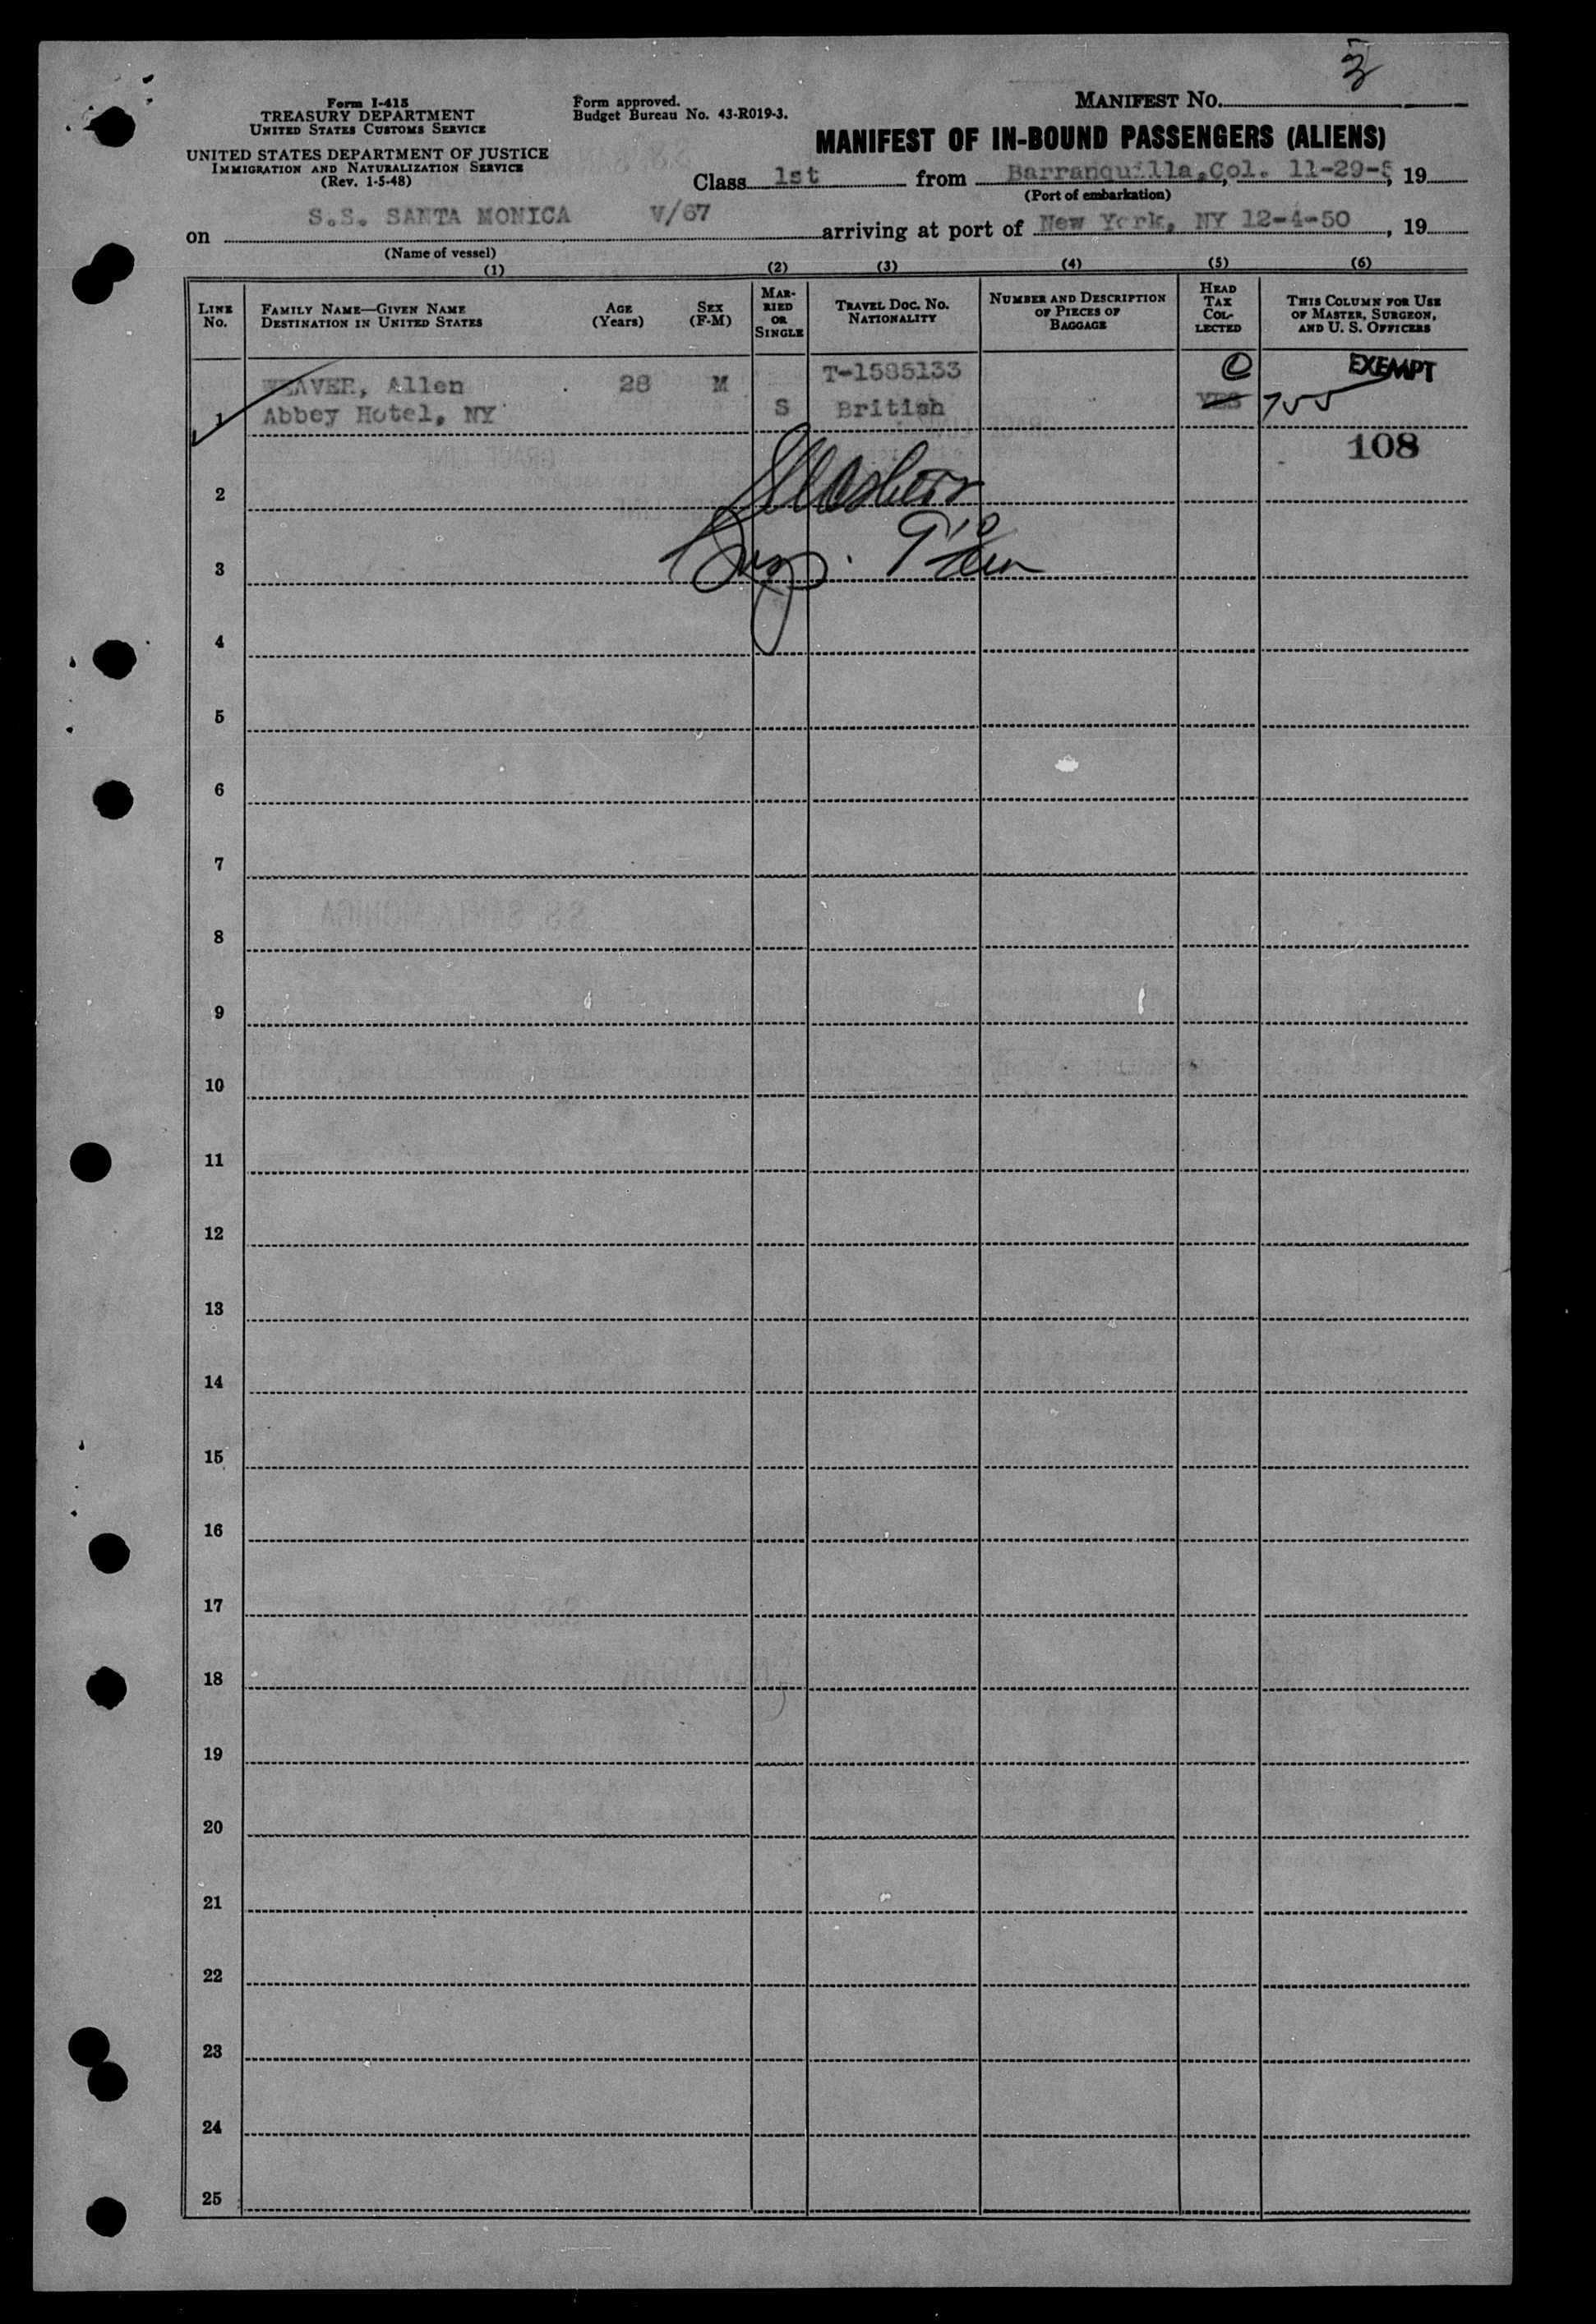 3
Form I-415
TREASURY DEPARTMENT
UNITED STATES CUSTOMS SERVICE
UNITED STATES DEPARTMENT OF JUSTICE
IMMIGRATION AND NATURALIZATION SERVICE
(Rev. 1-5-48)
Form approved.
Budget Bureau No. 43-R019-3.
MANIFEST NO.
MANIFEST OF IN-BOUND PASSENGERS (ALIENS)
Class 1st from Barranquilla, Col. 11-29-5, 19
(Port of embarkation)
on S.S. SANTA MONICA V/67 arriving at port of New York, NY 12-4-50, 19
(Name of vessel)
(1) (2) (3) (4) (5) (6)
LINE NO.
FAMILY NAME—GIVEN NAME
DESTINATION IN UNITED STATES
AGE (Years)
SEX (F-M)
MARRIED OR SINGLE
TRAVEL DOC. NO.
NATIONALITY
NUMBER AND DESCRIPTION OF PIECES OF BAGGAGE
HEAD TAX COLLECTED
THIS COLUMN FOR USE OF MASTER, SURGEON, AND U. S. OFFICERS
WEAVER, Allen 28 M T-1585133 EXEMPT
1 Abbey Hotel, NY S British YES
108
2
3
4
5
6
7
8
9
10
11
12
13
14
15
16
17
18
19
20
21
22
23
24
25